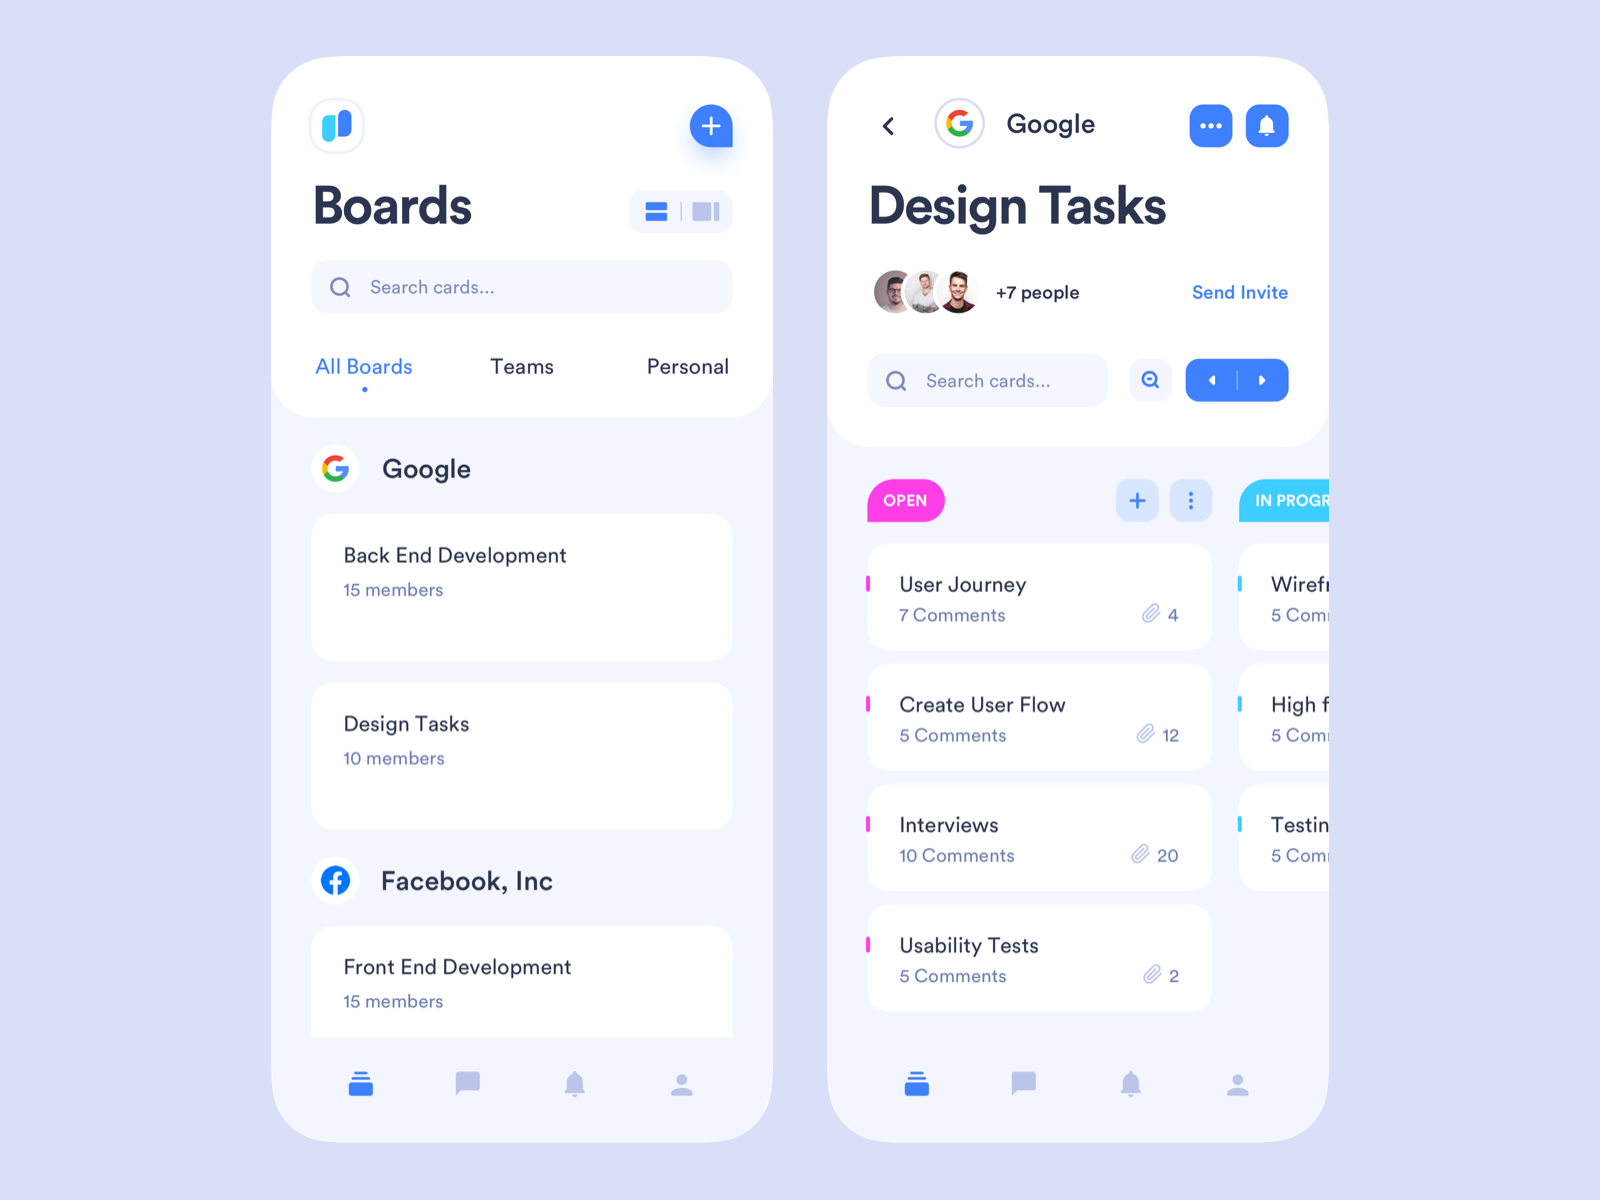 Boards
Search cards...
All Boards Teams Personal
Google
Back End Development
15 members
Design Tasks
10 members
Facebook, Inc
Front End Development
15 members
Google
Design Tasks
+7 people Send Invite
Search cards...
OPEN
User Journey
7 Comments 4
Create User Flow
5 Comments 12
Interviews
10 Comments 20
Usability Tests
5 Comments 2
IN PROGR
Wirefr
5 Com
High f
5 Com
Testin
5 Com